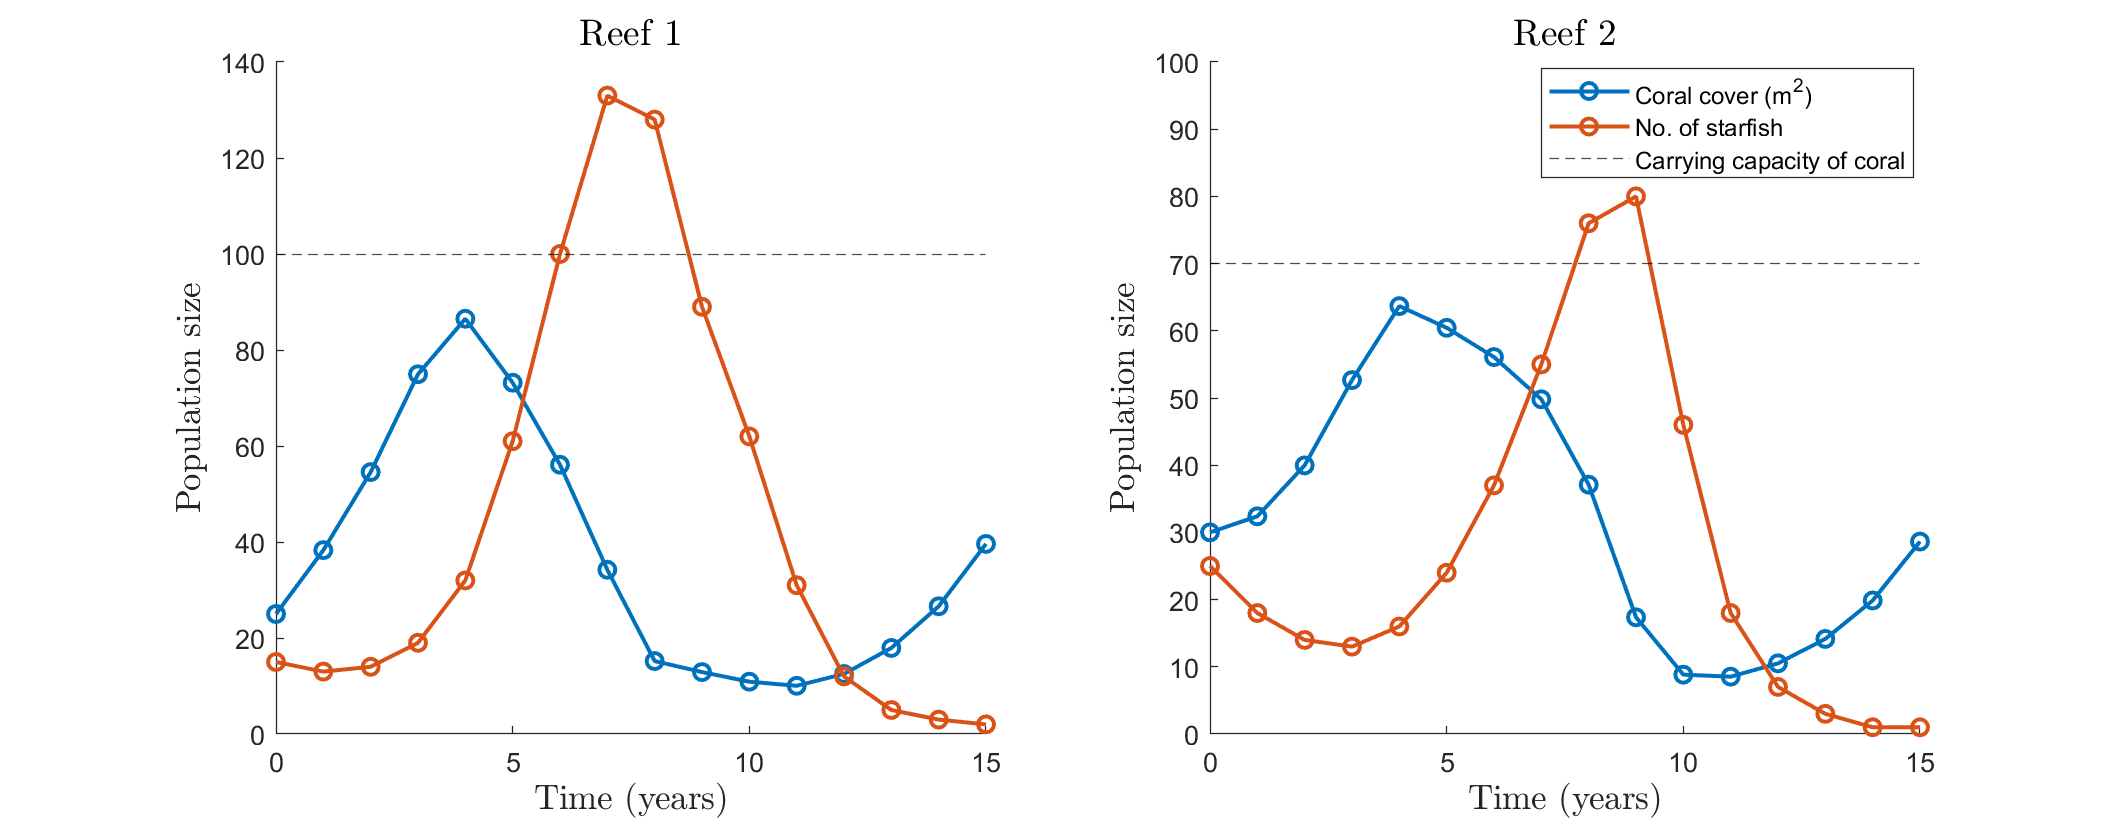 Reef 1
140
120
100
80
60
40
20
0
0 5 10 15
Population size
Time (years)
Reef 2
100
90
80
70
60
50
40
30
20
10
0
0 5 10 15
Population size
Time (years)
Coral cover (m²)
No. of starfish
Carrying capacity of coral